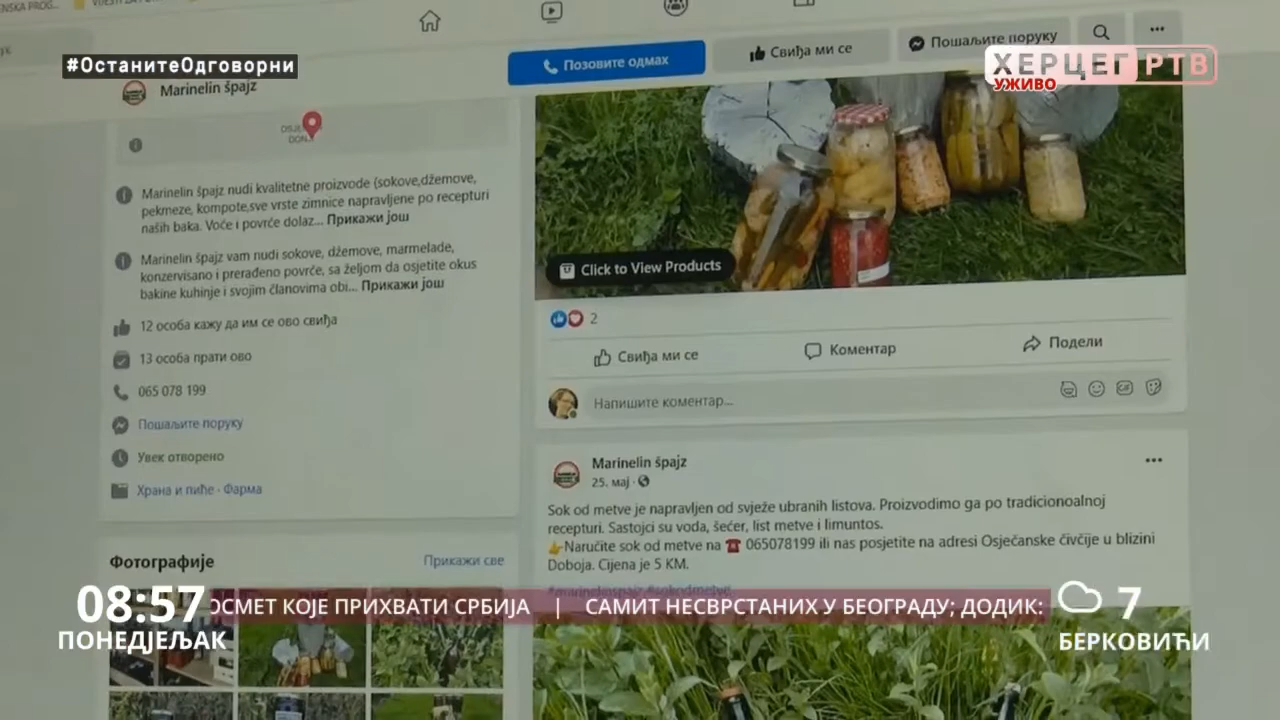 #ОстаниteОдговорни
Позовите одмах
Свиђа ми се
Пошаљите поруку
ХЕРЦЕГ РТВ
УЖИВО
Marinelin špajz
Marinelin špajz nudi kvalitetne proizvode (sokove,džemove,
pekmeze, kompote,sve vrste zimnice napravljene po recepturi
naših baka. Voće i povrće dolaz... Прикажи још
Marinelin špajz vam nudi sokove, džemove, marmelade,
konzervisano i prerađeno povrće, sa željom da osjetite okus
bakine kuhinje i svojim članovima obi... Прикажи још
12 особа кажу да им се ово свиђа
13 особа прати ово
065 078 199
Пошаљите поруку
Увек отворено
Храна и пиће · Фарма
Фотографије
Прикажи све
Click to View Products
2
Свиђа ми се
Коментар
Подели
Напишите коментар...
Marinelin špajz
25. мај ·
Sok od metve je napravljen od svježe ubranih listova. Proizvodimo ga po tradicionoalnoj
recepturi. Sastojci su voda, šećer, list metve i limuntos.
Naručite sok od metve na 065078199 ili nas posjetite na adresi Osječanske čivčije u blizini
Doboja. Cijena je 5 KM.
#marinelinspajz #sokodmetve
08:57
ПОНЕДЈЕЉАК
ОСМЕТ КОЈЕ ПРИХВАТИ СРБИЈА | САМИТ НЕСВРСТАНИХ У БЕОГРАДУ; ДОДИК:
7
БЕРКОВИЋИ